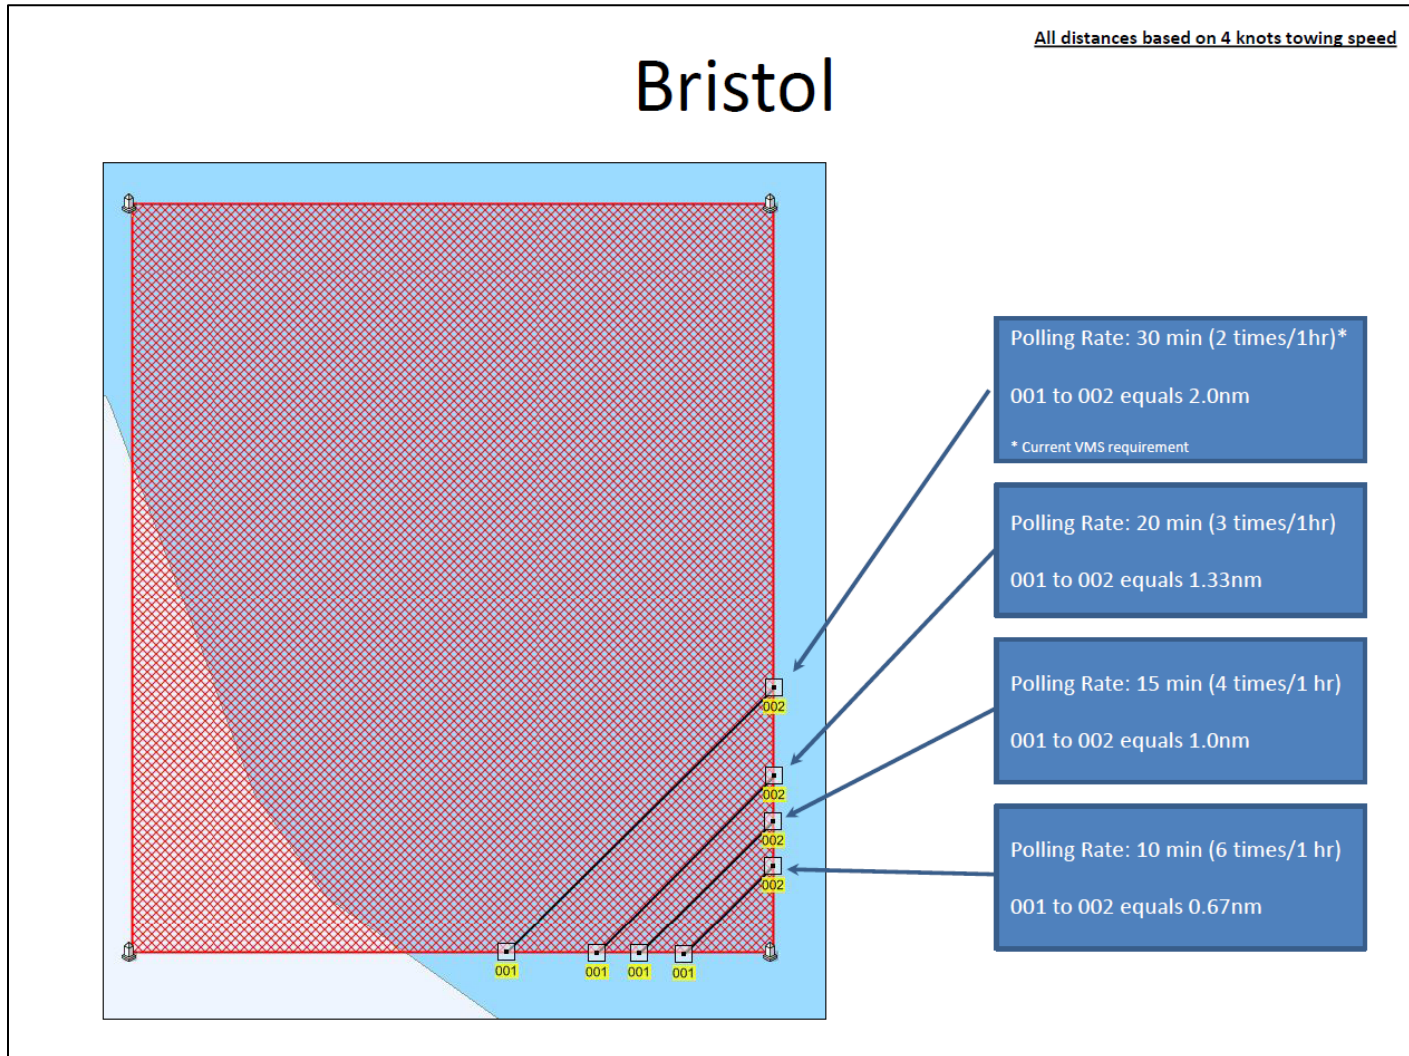 All distances based on 4 knots towing speed
Bristol
Polling Rate: 30 min (2 times/1hr)*
001 to 002 equals 2.0nm
* Current VMS requirement
Polling Rate: 20 min (3 times/1hr)
001 to 002 equals 1.33nm
Polling Rate: 15 min (4 times/1 hr)
001 to 002 equals 1.0nm
Polling Rate: 10 min (6 times/1 hr)
001 to 002 equals 0.67nm
002
002
002
002
001
001
001
001